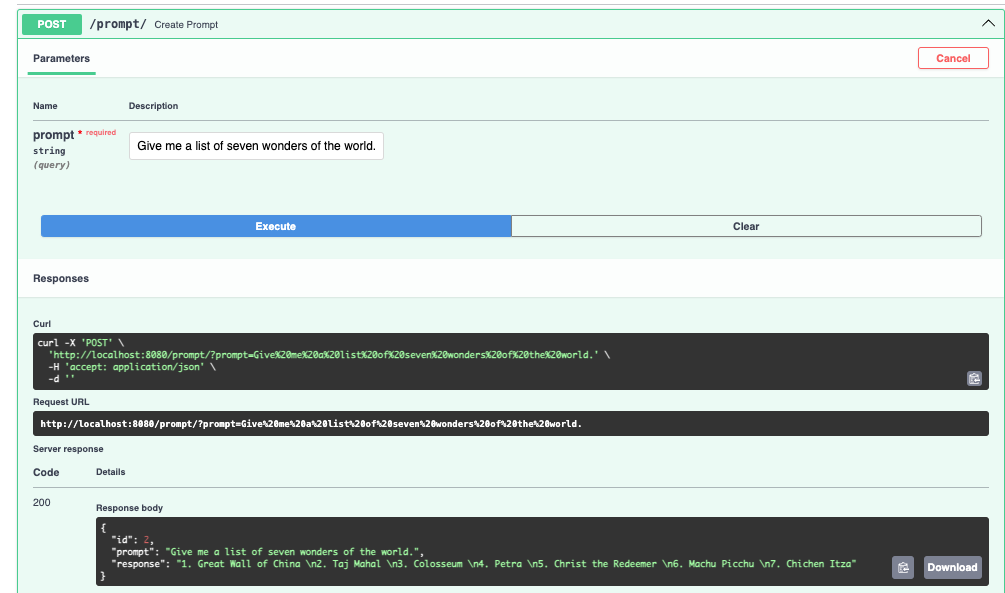 POST /prompt/ Create Prompt
Parameters
Cancel
Name Description
prompt * required
string
(query)
Give me a list of seven wonders of the world.
Execute Clear
Responses
Curl
curl -X 'POST' \
'http://localhost:8080/prompt/?prompt=Give%20me%20a%20list%20of%20seven%20wonders%20of%20the%20world.' \
-H 'accept: application/json' \
-d ''
Request URL
http://localhost:8080/prompt/?prompt=Give%20me%20a%20list%20of%20seven%20wonders%20of%20the%20world.
Server response
Code Details
200
Response body
{
"id": 2,
"prompt": "Give me a list of seven wonders of the world.",
"response": "1. Great Wall of China \n2. Taj Mahal \n3. Colosseum \n4. Petra \n5. Christ the Redeemer \n6. Machu Picchu \n7. Chichen Itza"
}
Download